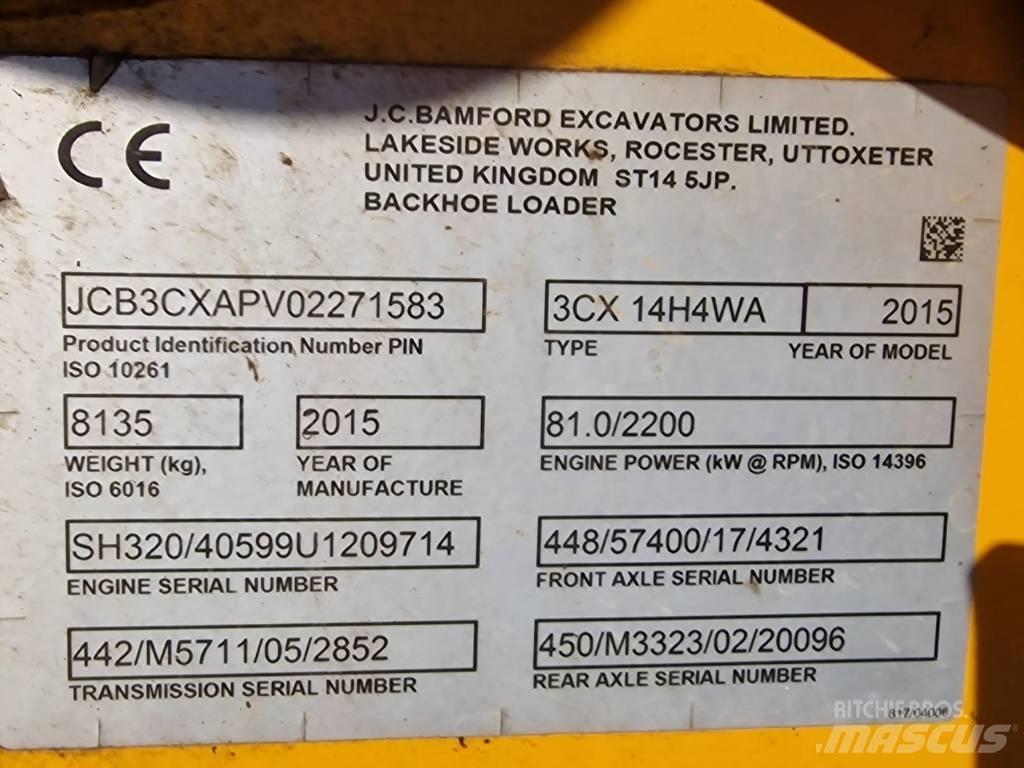 CE
J.C.BAMFORD EXCAVATORS LIMITED.
LAKESIDE WORKS, ROCESTER, UTTOXETER
UNITED KINGDOM ST14 5JP.
BACKHOE LOADER
JCB3CXAPV02271583
Product Identification Number PIN
ISO 10261
3CX 14H4WA 2015
TYPE YEAR OF MODEL
8135
WEIGHT (kg),
ISO 6016
2015
YEAR OF
MANUFACTURE
81.0/2200
ENGINE POWER (kW @ RPM), ISO 14396
SH320/40599U1209714
ENGINE SERIAL NUMBER
448/57400/17/4321
FRONT AXLE SERIAL NUMBER
442/M5711/05/2852
TRANSMISSION SERIAL NUMBER
450/M3323/02/20096
REAR AXLE SERIAL NUMBER
RITCHIE BROS.
MASCUS